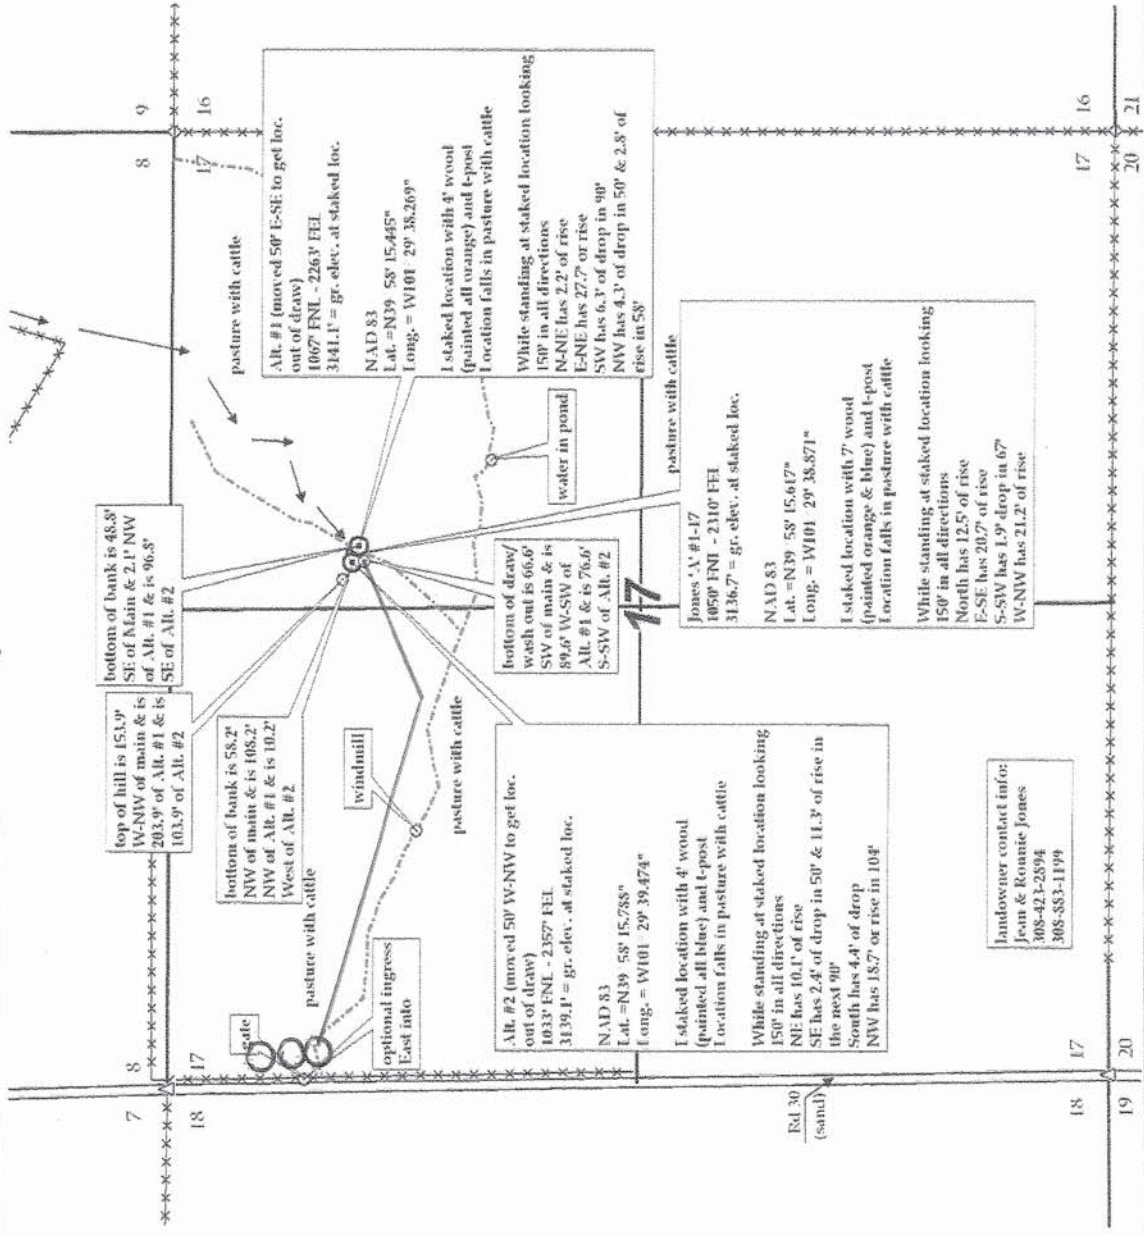 7
8
18
17
8
9
17
16
pasture with cattle
top of hill is 153.9'
W-NW of main & is
203.9' of Alt. #1 & is
103.9' of Alt. #2
bottom of bank is 48.8'
SE of Main & 2.1' NW
of Alt. #1 & is 96.8'
SE of Alt. #2
bottom of bank is 58.2'
NW of main & is 108.2'
NW of Alt. #1 & is 10.2'
West of Alt. #2
Alt. #1 (moved 50' E-SE to get loc.
out of draw)
1067' FNL - 2263' FEL
3141.1' = gr. elev. at staked loc.
NAD 83
Lat. =N39 58' 15.445"
Long. = W101 29' 38.269"
I staked location with 4' wood
(painted all orange) and t-post
Location falls in pasture with cattle
While standing at staked location looking
150' in all directions
N-NE has 2.2' of rise
E-NE has 27.7' or rise
SW has 6.3' of drop in 90'
NW has 4.3' of drop in 50' & 2.8' of
rise in 58'
gate
pasture with cattle
optional ingress
East into
windmill
pasture with cattle
water in pond
bottom of draw/
wash out is 66.6'
SW of main & is
89.6' W-SW of
Alt. #1 & is 76.6'
S-SW of Alt. #2
17
pasture with cattle
Alt. #2 (moved 50' W-NW to get loc.
out of draw)
1033' FNL - 2357' FEL
3139.1' = gr. elev. at staked loc.
NAD 83
Lat. =N39 58' 15.788"
Long. = W101 29' 39.474"
I staked location with 4' wood
(painted all blue) and t-post
Location falls in pasture with cattle
While standing at staked location looking
150' in all directions
NE has 10.1' of rise
SE has 2.4' of drop in 50' & 11.3' of rise in
the next 90'
South has 4.4' of drop
NW has 18.7' or rise in 104'
Jones 'A' #1-17
1050' FNL - 2310' FEL
3136.7' = gr. elev. at staked loc.
NAD 83
Lat. =N39 58' 15.617"
Long. = W101 29' 38.871"
I staked location with 7' wood
(painted orange & blue) and t-post
Location falls in pasture with cattle
While standing at staked location looking
150' in all directions
North has 12.5' of rise
E-SE has 20.7' of rise
S-SW has 1.9' drop in 67'
W-NW has 21.2' of rise
Rd 30
(sand)
landowner contact info:
Jean & Ronnie Jones
308-423-2894
308-883-1199
18
17
19
20
17
16
20
21